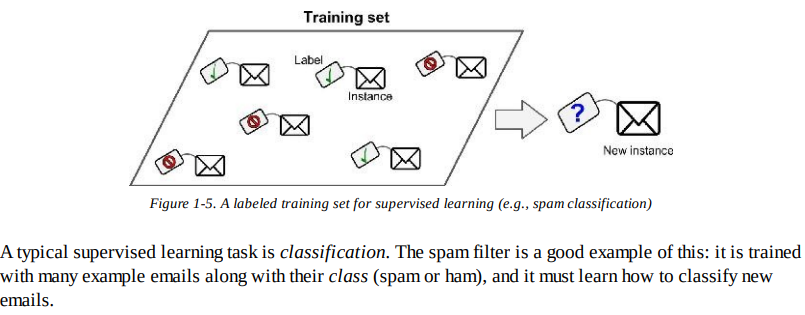 Training set
Label
Instance
?
New instance
Figure 1-5. A labeled training set for supervised learning (e.g., spam classification)
A typical supervised learning task is classification. The spam filter is a good example of this: it is trained
with many example emails along with their class (spam or ham), and it must learn how to classify new
emails.